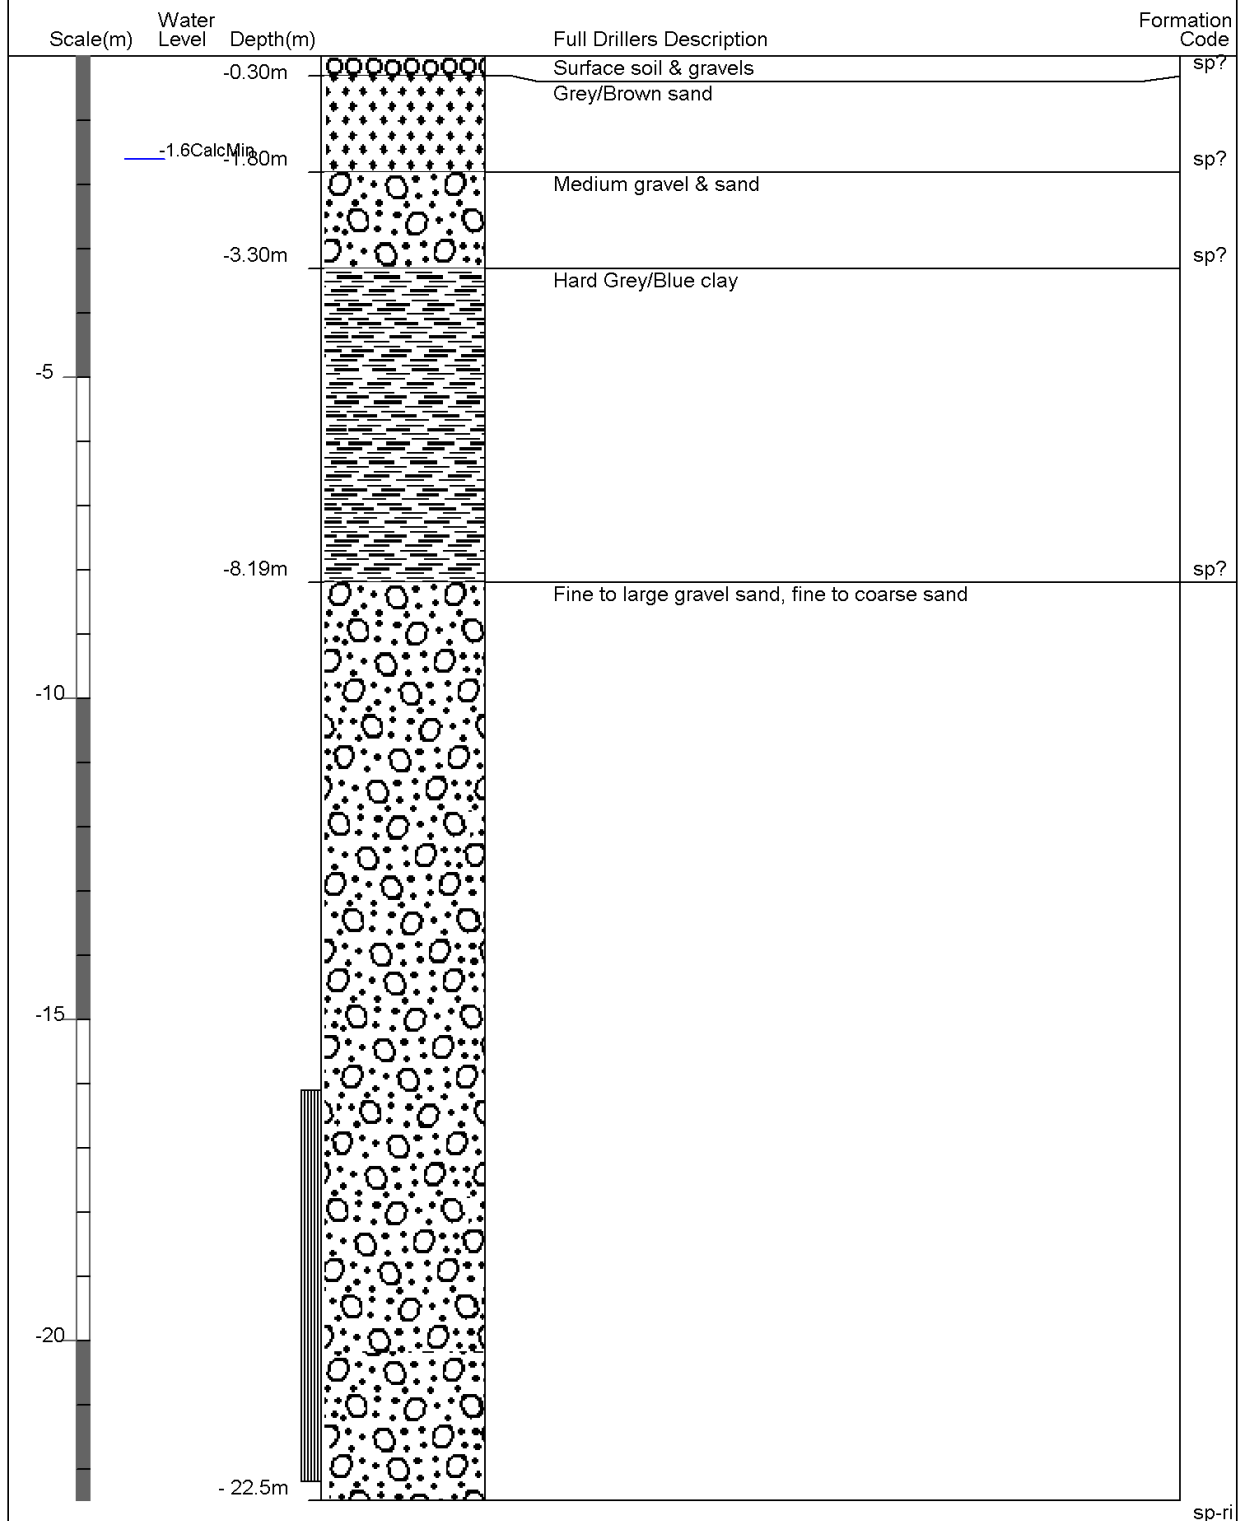 Water Formation
Scale(m) Level Depth(m) Full Drillers Description Code
-0.30m Surface soil & gravels sp?
Grey/Brown sand
-1.6CalcMin -1.80m sp?
Medium gravel & sand
-3.30m sp?
Hard Grey/Blue clay
-5
-8.19m sp?
Fine to large gravel sand, fine to coarse sand
-10
-15
-20
- 22.5m
sp-ri